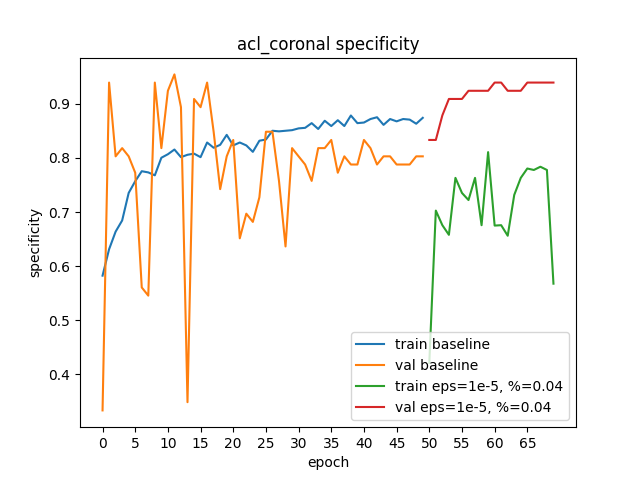 acl_coronal specificity
specificity
0.9
0.8
0.7
0.6
0.5
0.4
train baseline
val baseline
train eps=1e-5, %=0.04
val eps=1e-5, %=0.04
0 5 10 15 20 25 30 35 40 45 50 55 60 65
epoch